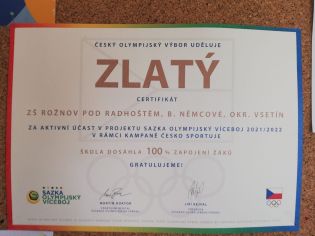 ČESKÝ OLYMPIJSKÝ VÝBOR UDĚLUJE
ZLATÝ
CERTIFIKÁT
ZŠ ROŽNOV POD RADHOŠTĚM, B. NĚMCOVÉ, OKR. VSETÍN
ZA AKTIVNÍ ÚČAST V PROJEKTU SAZKA OLYMPIJSKÝ VÍCEBOJ 2021/2022
V RÁMCI KAMPANĚ ČESKO SPORTUJE
ŠKOLA DOSÁHLA 100% ZAPOJENÍ ŽÁKŮ
GRATULUJEME!
SAZKA
OLYMPIJSKÝ
VÍCEBOJ
MARTIN DOKTOR
JIŘÍ KEJVAL